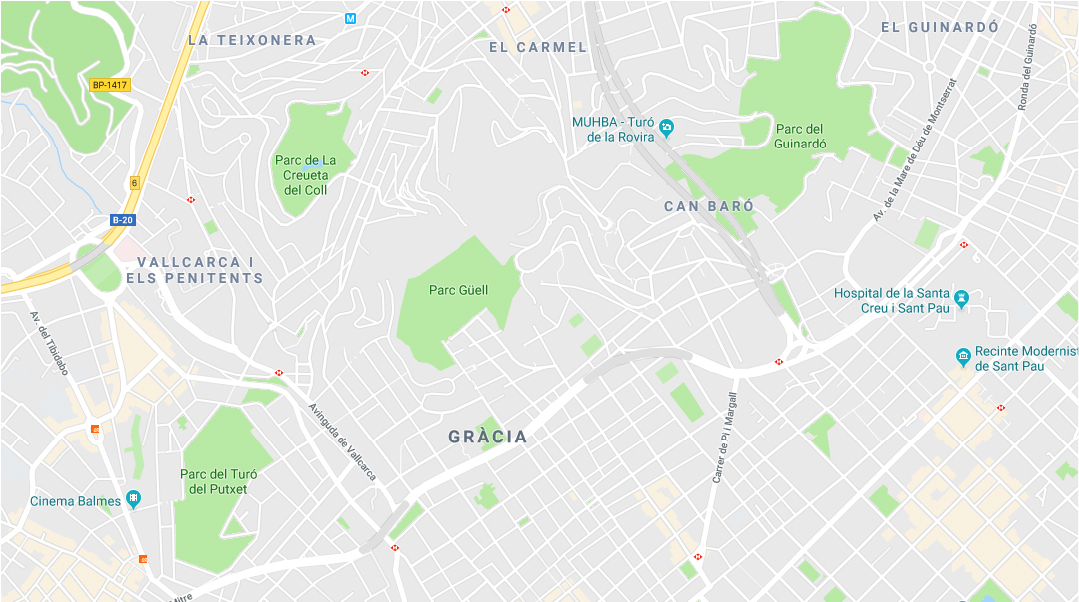 LA TEIXONERA
M
EL CARMEL
EL GUINARDÓ
Ronda del Guinardó
BP-1417
Av. de la Mare de Déu de Montserrat
MUHBA - Turó
de la Rovira
Parc del
Guinardó
Parc de La
Creueta
del Coll
6
B-20
CAN BARÓ
VALLCARCA I
ELS PENITENTS
Parc Güell
Hospital de la Santa
Creu i Sant Pau
Av. del Tibidabo
Recinte Modernist
de Sant Pau
Avinguda de Vallcarca
Carrer de Pi i Margall
GRÀCIA
Parc del Turó
del Putxet
Cinema Balmes
Mitre